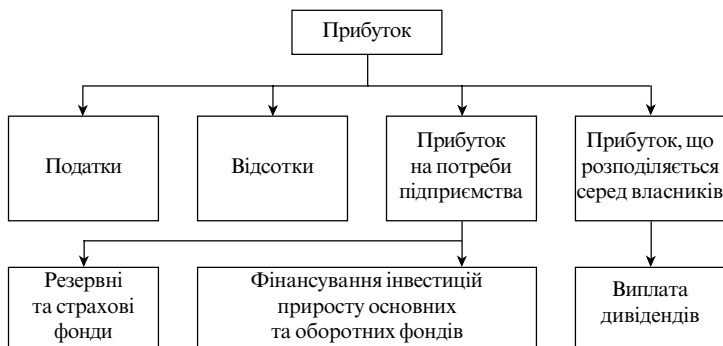 Прибуток
Податки
Відсотки
Прибуток
на потреби
підприємства
Прибуток, що
розподіляється
серед власників
Резервні
та страхові
фонди
Фінансування інвестицій
приросту основних
та оборотних фондів
Виплата
дивідендів